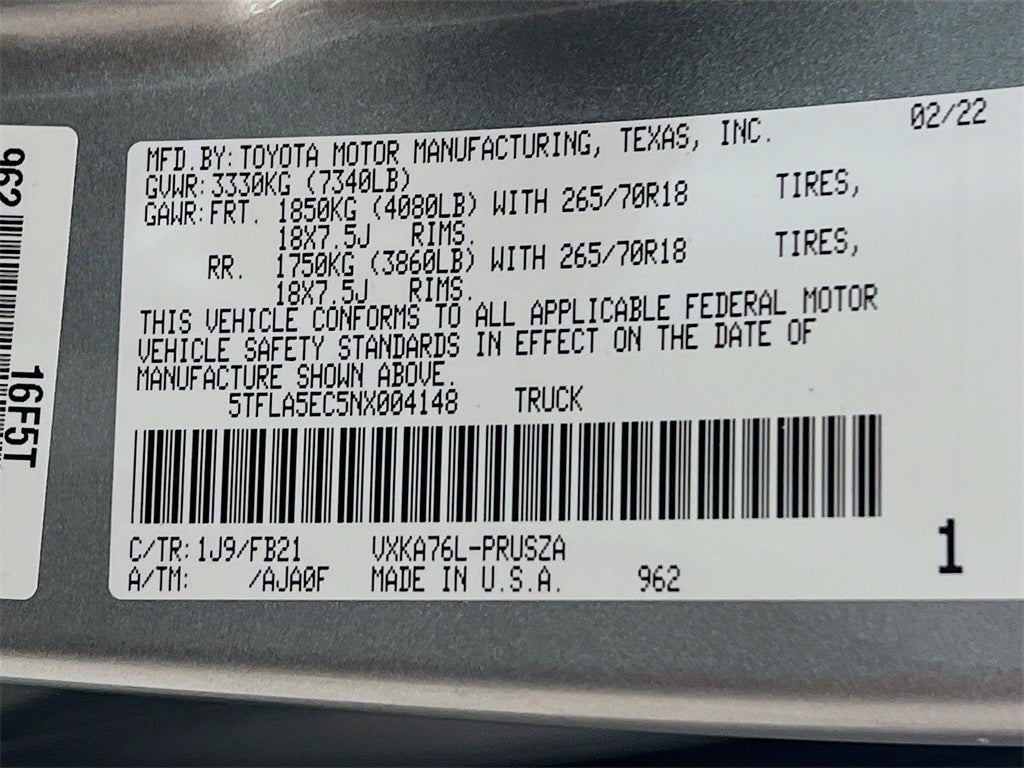 MFD.BY:TOYOTA MOTOR MANUFACTURING, TEXAS, INC. 02/22
GVWR:3330KG (7340LB)
GAWR:FRT. 1850KG (4080LB) WITH 265/70R18 TIRES,
18X7.5J RIMS.
RR. 1750KG (3860LB) WITH 265/70R18 TIRES,
18X7.5J RIMS.
THIS VEHICLE CONFORMS TO ALL APPLICABLE FEDERAL MOTOR
VEHICLE SAFETY STANDARDS IN EFFECT ON THE DATE OF
MANUFACTURE SHOWN ABOVE.
5TFLA5EC5NX004148 TRUCK
C/TR:1J9/FB21 VXKA76L-PRUSZA
A/TM: /AJA0F MADE IN U.S.A. 962
1
962
16F5T